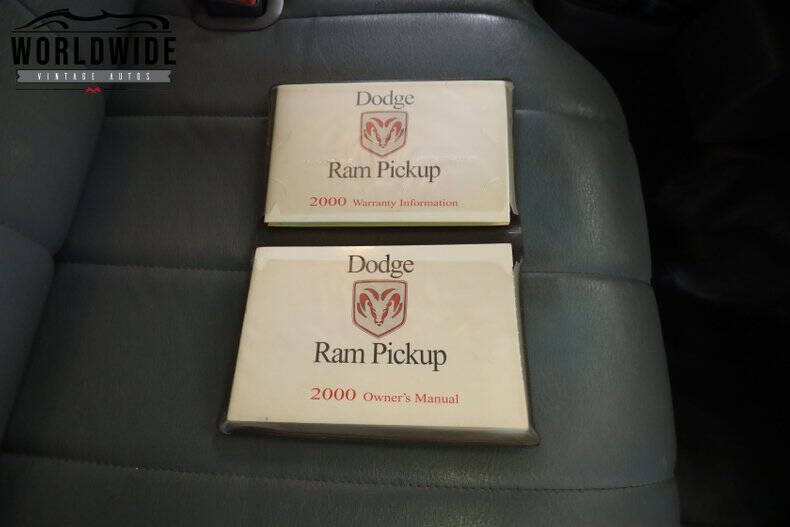 WORLDWIDE
VINTAGE AUTOS
Dodge
Ram Pickup
2000 Warranty Information
Dodge
Ram Pickup
2000 Owner's Manual